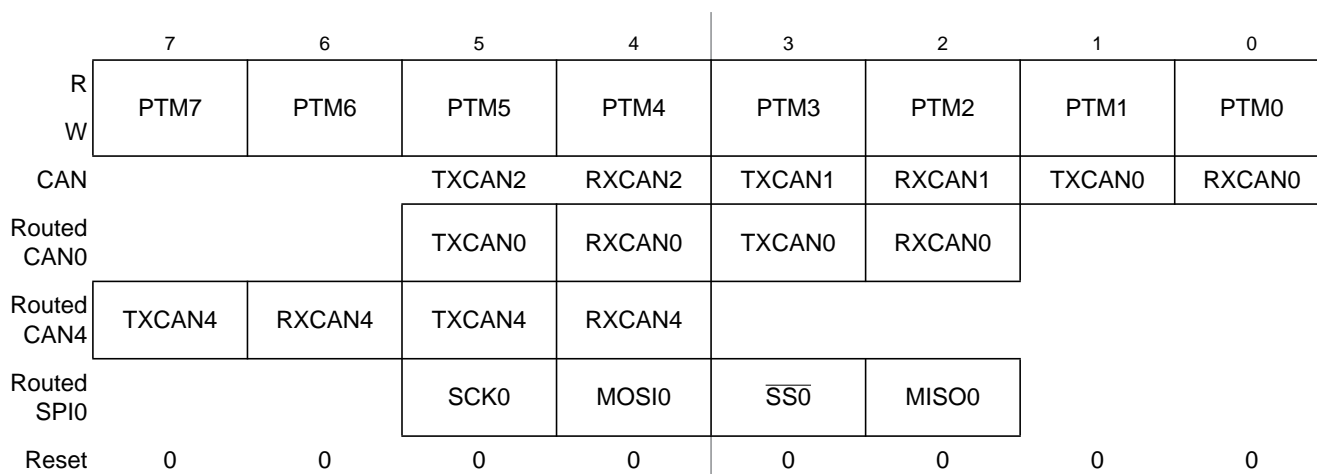 7 6 5 4 3 2 1 0
R
W
PTM7 PTM6 PTM5 PTM4 PTM3 PTM2 PTM1 PTM0
CAN TXCAN2 RXCAN2 TXCAN1 RXCAN1 TXCAN0 RXCAN0
Routed
CAN0
TXCAN0 RXCAN0 TXCAN0 RXCAN0
Routed
CAN4
TXCAN4 RXCAN4 TXCAN4 RXCAN4
Routed
SPI0
SCK0 MOSI0 S̅S̅0̅ MISO0
Reset 0 0 0 0 0 0 0 0